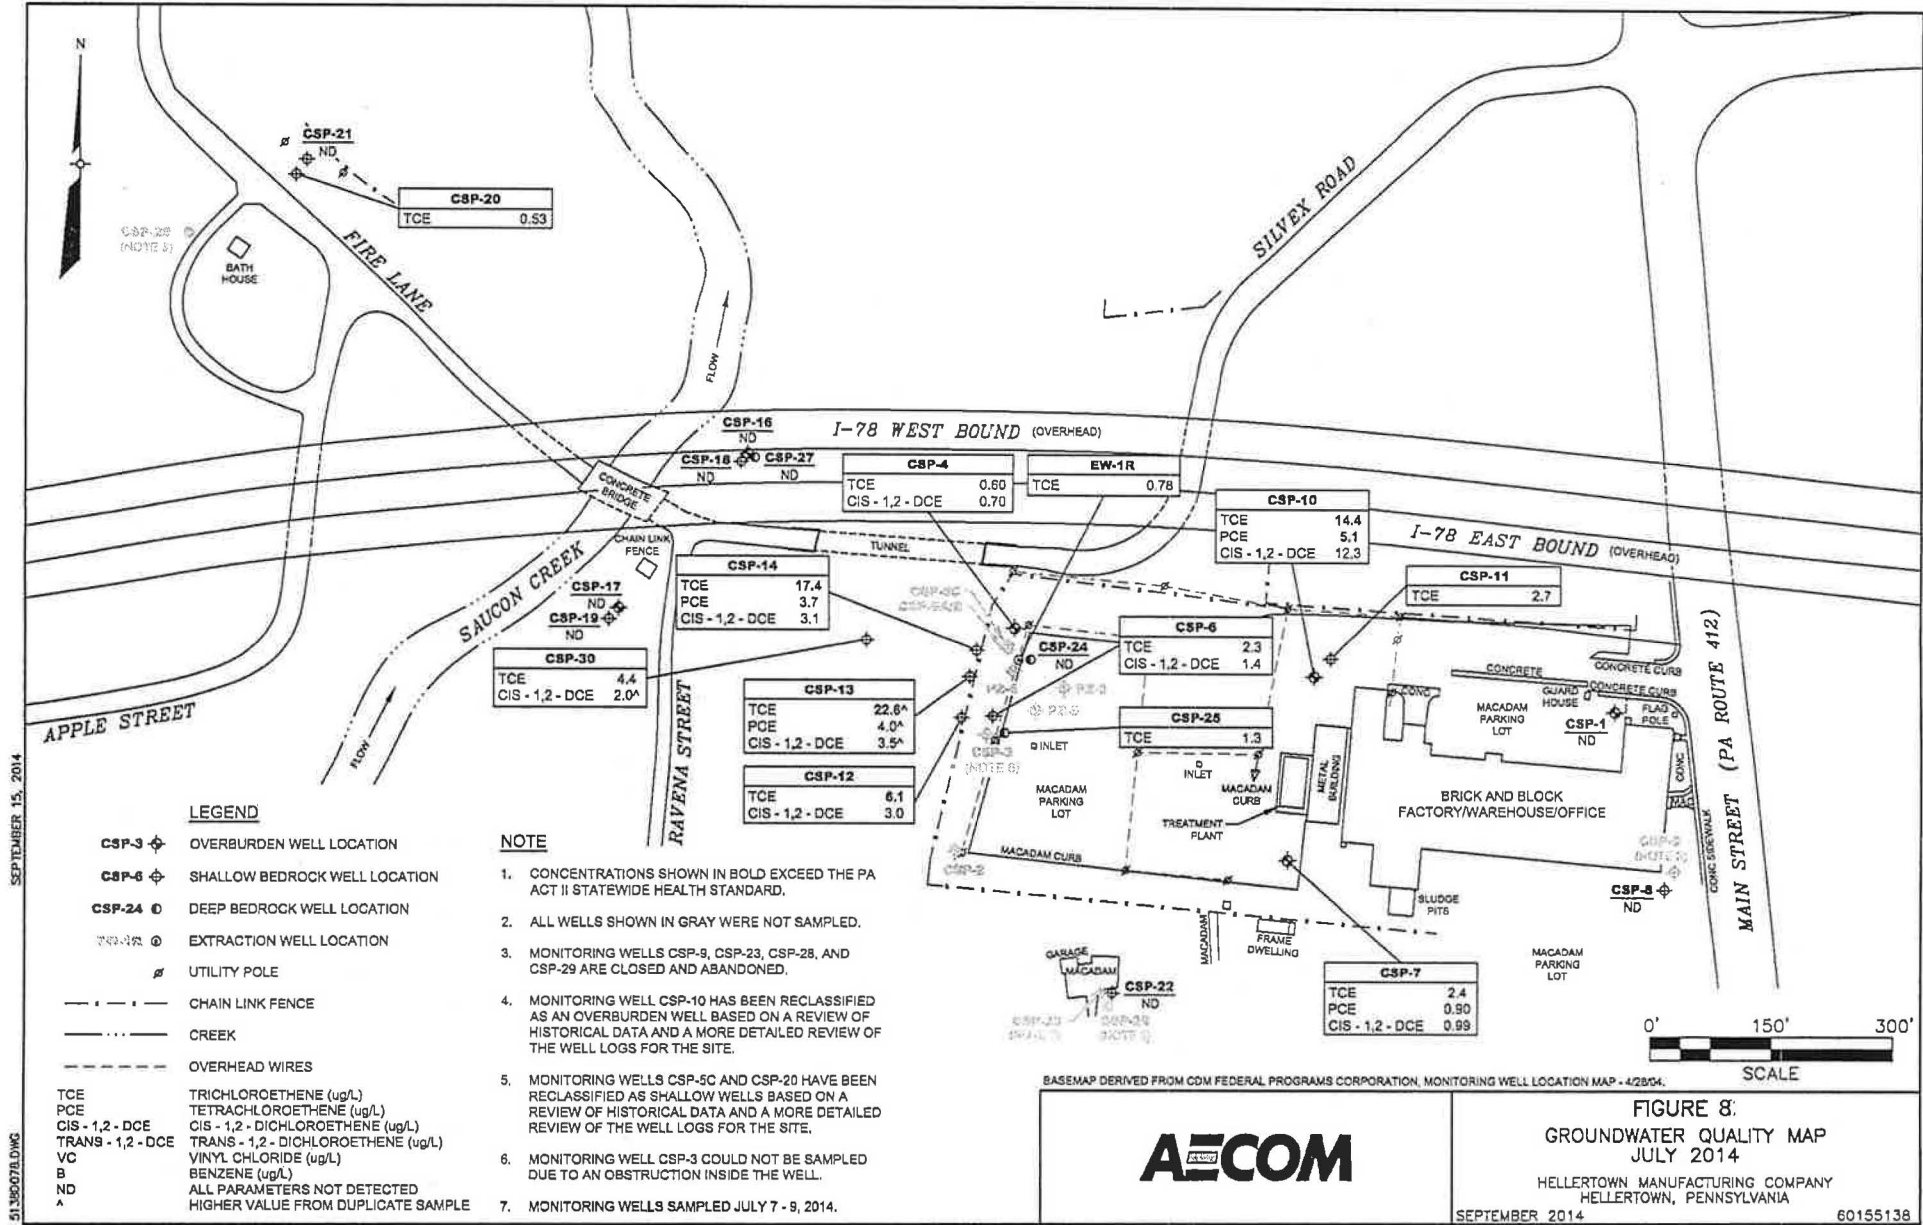 N
CSP-21
ND
CSP-20
TCE 0.53
BATH
HOUSE
FIRE LANE
SILVEX ROAD
FLOW
CSP-16
ND
CSP-18
ND
CSP-27
ND
I-78 WEST BOUND (OVERHEAD)
CONCRETE
BRIDGE
CSP-4
TCE 0.60
CIS - 1,2 - DCE 0.70
EW-1R
TCE 0.78
CSP-10
TCE 14.4
PCE 5.1
CIS - 1,2 - DCE 12.3
I-78 EAST BOUND (OVERHEAD)
CHAIN LINK
FENCE
TUNNEL
CSP-14
TCE 17.4
PCE 3.7
CIS - 1,2 - DCE 3.1
CSP-11
TCE 2.7
CSP-17
ND
CSP-19
ND
SAUCON CREEK
CSP-6
TCE 2.3
CIS - 1,2 - DCE 1.4
CSP-24
ND
CSP-30
TCE 4.4
CIS - 1,2 - DCE 2.0^
CSP-13
TCE 22.6^
PCE 4.0^
CIS - 1,2 - DCE 3.5^
CSP-25
TCE 1.3
CSP-12
TCE 6.1
CIS - 1,2 - DCE 3.0
CONCRETE
CONCRETE CURB
CONC
GUARD
HOUSE
CONCRETE CURB
FLAG
POLE
MACADAM
PARKING
LOT
CSP-1
ND
CONC
MAC
APPLE STREET
FLOW
RAVENA STREET
CSP-3
(NOTE 6)
INLET
INLET
MACADAM
PARKING
LOT
MACADAM
CURB
METAL
BUILDING
TREATMENT
PLANT
BRICK AND BLOCK
FACTORY/WAREHOUSE/OFFICE
CONC SIDEWALK
MAIN STREET (PA ROUTE 412)
MACADAM CURB
CSP-2
CSP-8
ND
SLUDGE
PITS
MACADAM
FRAME
DWELLING
MACADAM
PARKING
LOT
GARAGE
MACADAM
CSP-22
ND
CSP-7
TCE 2.4
PCE 0.90
CIS - 1,2 - DCE 0.99
LEGEND
CSP-3 OVERBURDEN WELL LOCATION
CSP-6 SHALLOW BEDROCK WELL LOCATION
CSP-24 DEEP BEDROCK WELL LOCATION
EXTRACTION WELL LOCATION
UTILITY POLE
CHAIN LINK FENCE
CREEK
OVERHEAD WIRES
TCE TRICHLOROETHENE (ug/L)
PCE TETRACHLOROETHENE (ug/L)
CIS - 1,2 - DCE CIS - 1,2 - DICHLOROETHENE (ug/L)
TRANS - 1,2 - DCE TRANS - 1,2 - DICHLOROETHENE (ug/L)
VC VINYL CHLORIDE (ug/L)
B BENZENE (ug/L)
ND ALL PARAMETERS NOT DETECTED
^ HIGHER VALUE FROM DUPLICATE SAMPLE
NOTE
1. CONCENTRATIONS SHOWN IN BOLD EXCEED THE PA
ACT II STATEWIDE HEALTH STANDARD.
2. ALL WELLS SHOWN IN GRAY WERE NOT SAMPLED.
3. MONITORING WELLS CSP-9, CSP-23, CSP-28, AND
CSP-29 ARE CLOSED AND ABANDONED.
4. MONITORING WELL CSP-10 HAS BEEN RECLASSIFIED
AS AN OVERBURDEN WELL BASED ON A REVIEW OF
HISTORICAL DATA AND A MORE DETAILED REVIEW OF
THE WELL LOGS FOR THE SITE.
5. MONITORING WELLS CSP-5C AND CSP-20 HAVE BEEN
RECLASSIFIED AS SHALLOW WELLS BASED ON A
REVIEW OF HISTORICAL DATA AND A MORE DETAILED
REVIEW OF THE WELL LOGS FOR THE SITE.
6. MONITORING WELL CSP-3 COULD NOT BE SAMPLED
DUE TO AN OBSTRUCTION INSIDE THE WELL.
7. MONITORING WELLS SAMPLED JULY 7 - 9, 2014.
0' 150' 300'
SCALE
BASEMAP DERIVED FROM CDM FEDERAL PROGRAMS CORPORATION, MONITORING WELL LOCATION MAP - 4/28/04.
AECOM
FIGURE 8:
GROUNDWATER QUALITY MAP
JULY 2014
HELLERTOWN MANUFACTURING COMPANY
HELLERTOWN, PENNSYLVANIA
SEPTEMBER 2014 60155138
SEPTEMBER 15, 2014
51380078.DWG